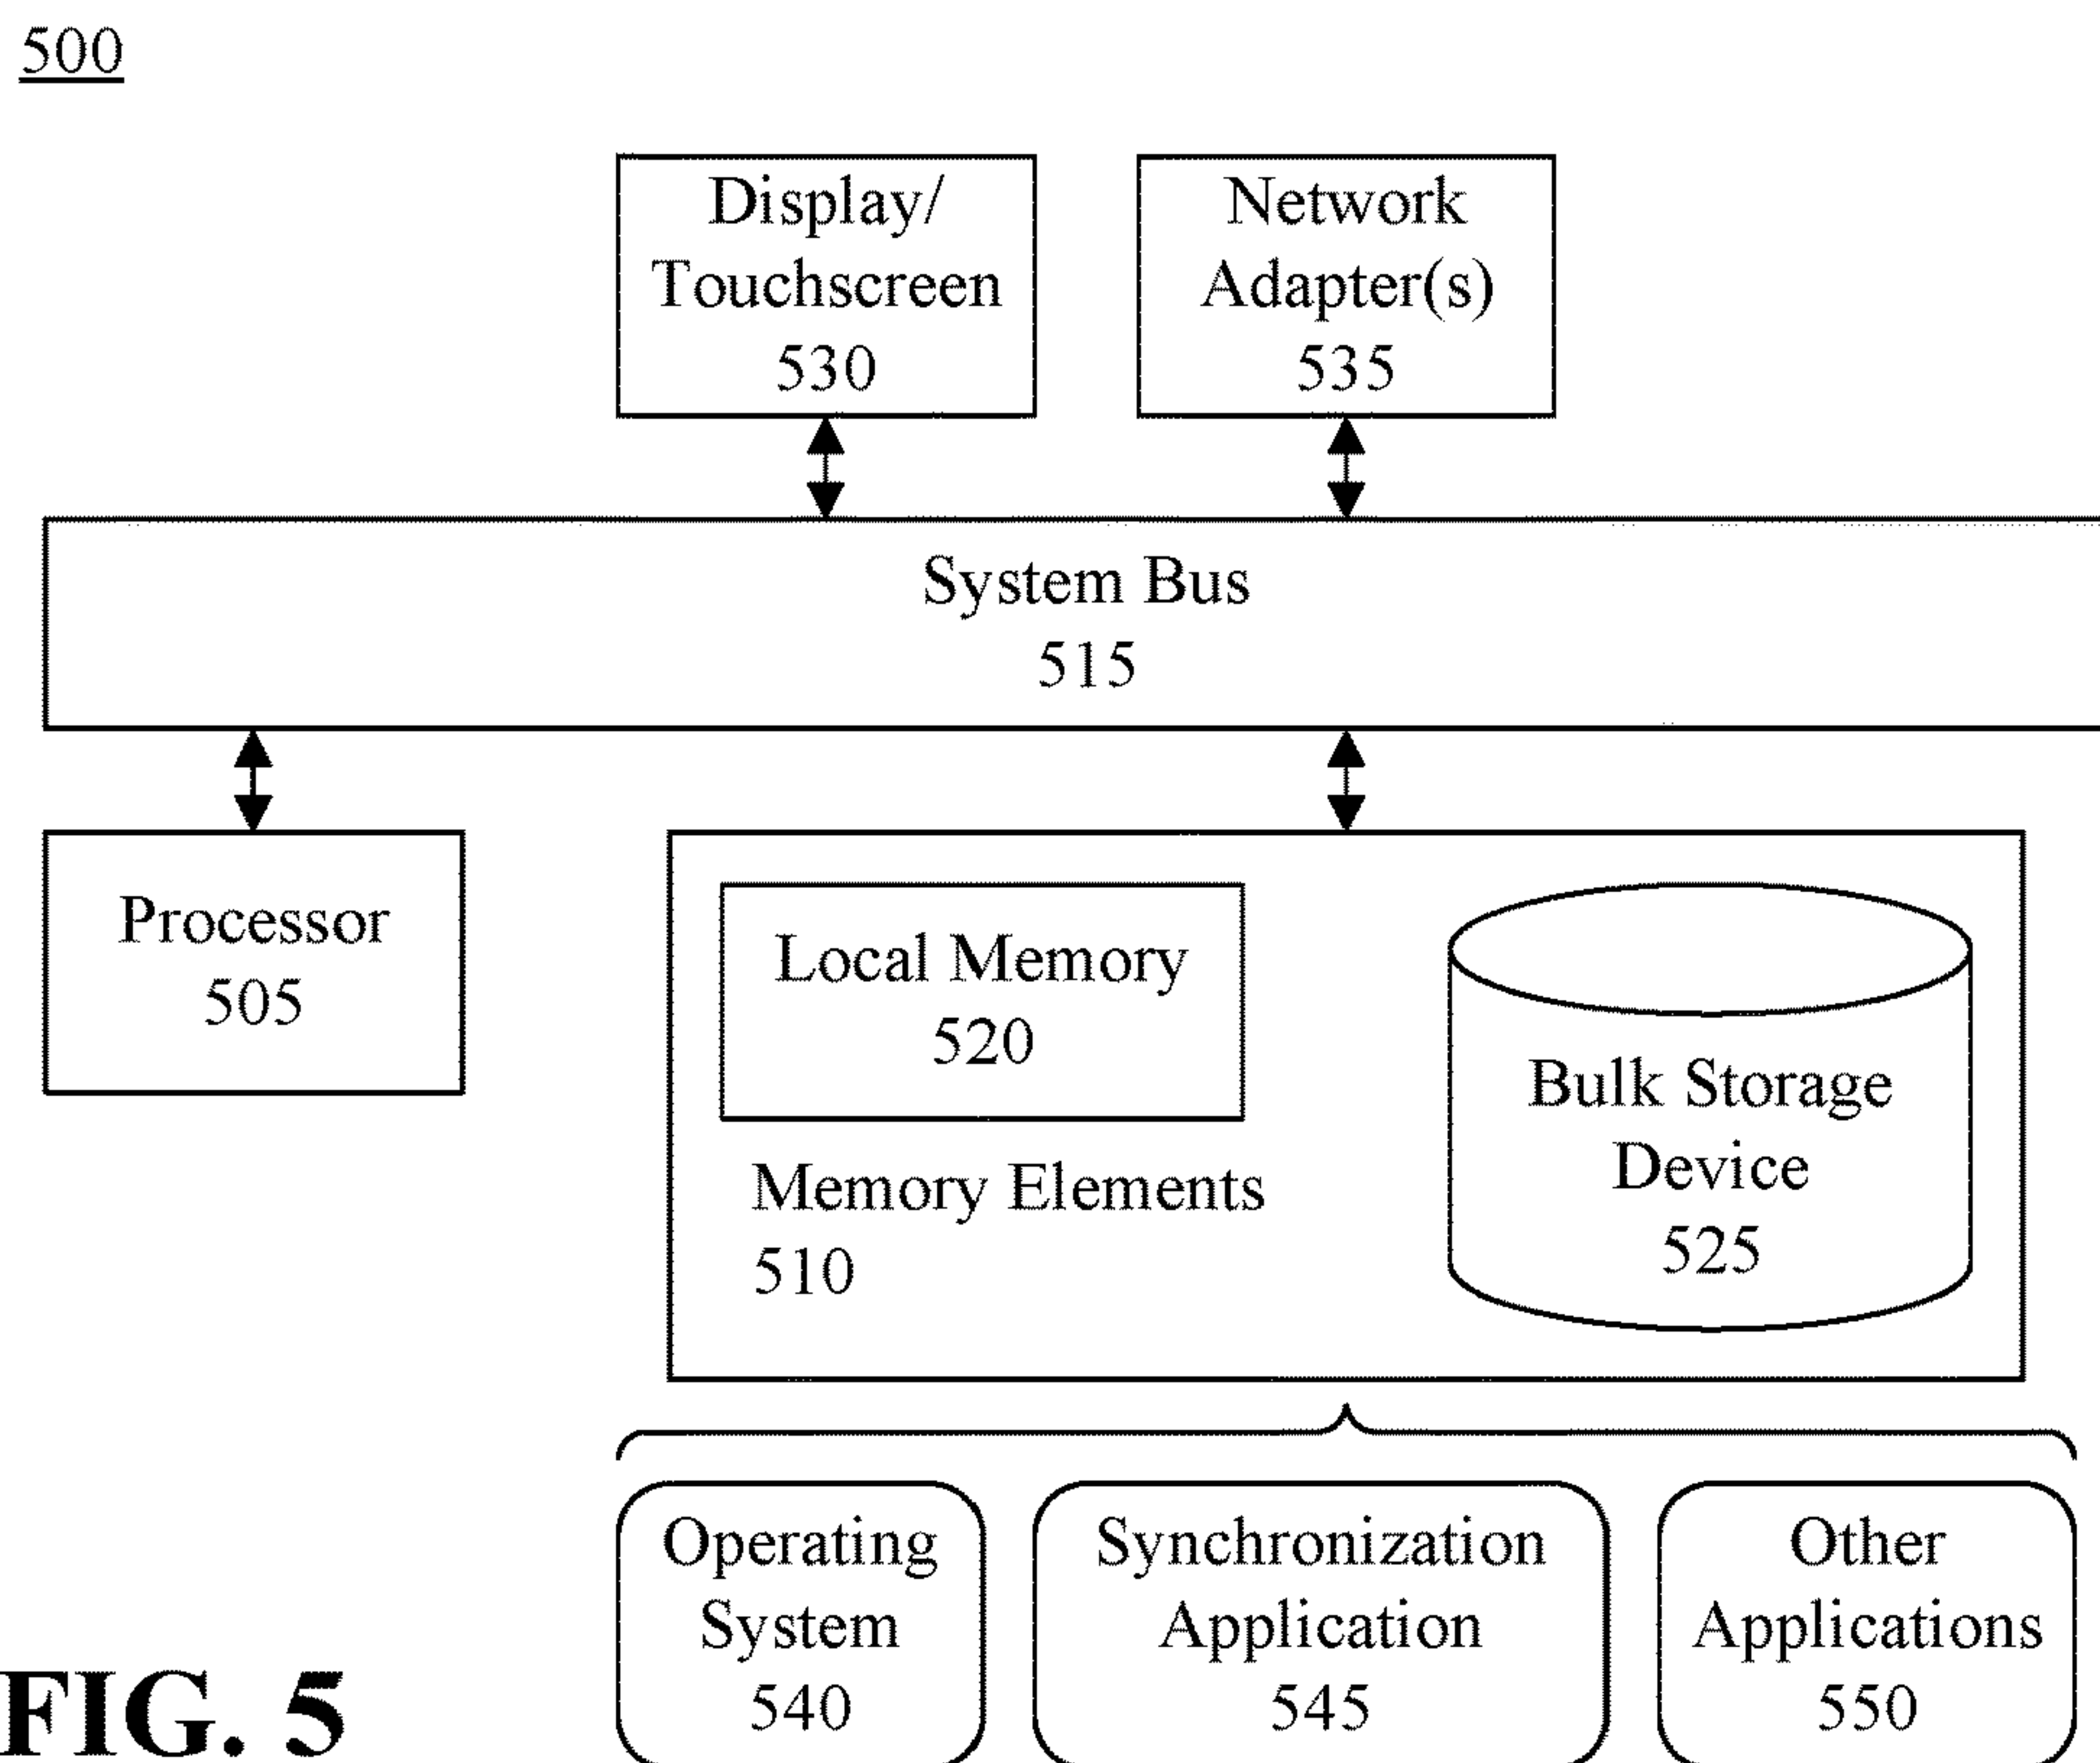 500
Display/
Touchscreen
530
Network
Adapter(s)
535
System Bus
515
Processor
505
Local Memory
520
Memory Elements
510
Bulk Storage
Device
525
Operating
System
540
Synchronization
Application
545
Other
Applications
550
FIG. 5